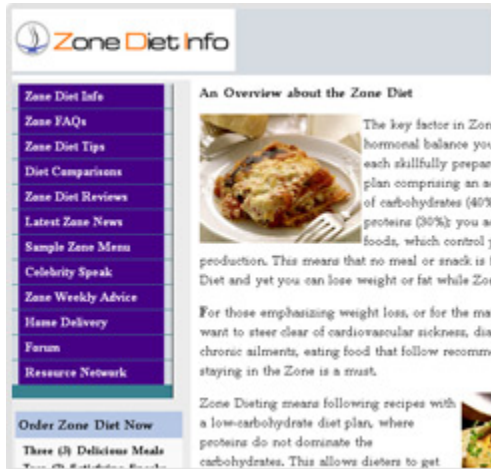 Zone Diet Info
Zone Diet Info
Zone FAQs
Zone Diet Tips
Diet Comparisons
Zone Diet Reviews
Latest Zone News
Sample Zone Menu
Celebrity Speak
Zone Weekly Advice
Home Delivery
Forum
Resource Network
Order Zone Diet Now
Three (3) Delicious Meals
An Overview about the Zone Diet
The key factor in Zon
hormonal balance you
each skillfully prepar
plan comprising an a
of carbohydrates (40%
proteins (30%); you a
foods, which control y
production. This means that no meal or snack is
Diet and yet you can lose weight or fat while Zo
For those emphasizing weight loss, or for the ma
want to steer clear of cardiovascular sickness, dia
chronic ailments, eating food that follow recomm
staying in the Zone is a must.
Zone Dieting means following recipes with
a low-carbohydrate diet plan, where
proteins do not dominate the
carbohydrates. This allows dieters to get